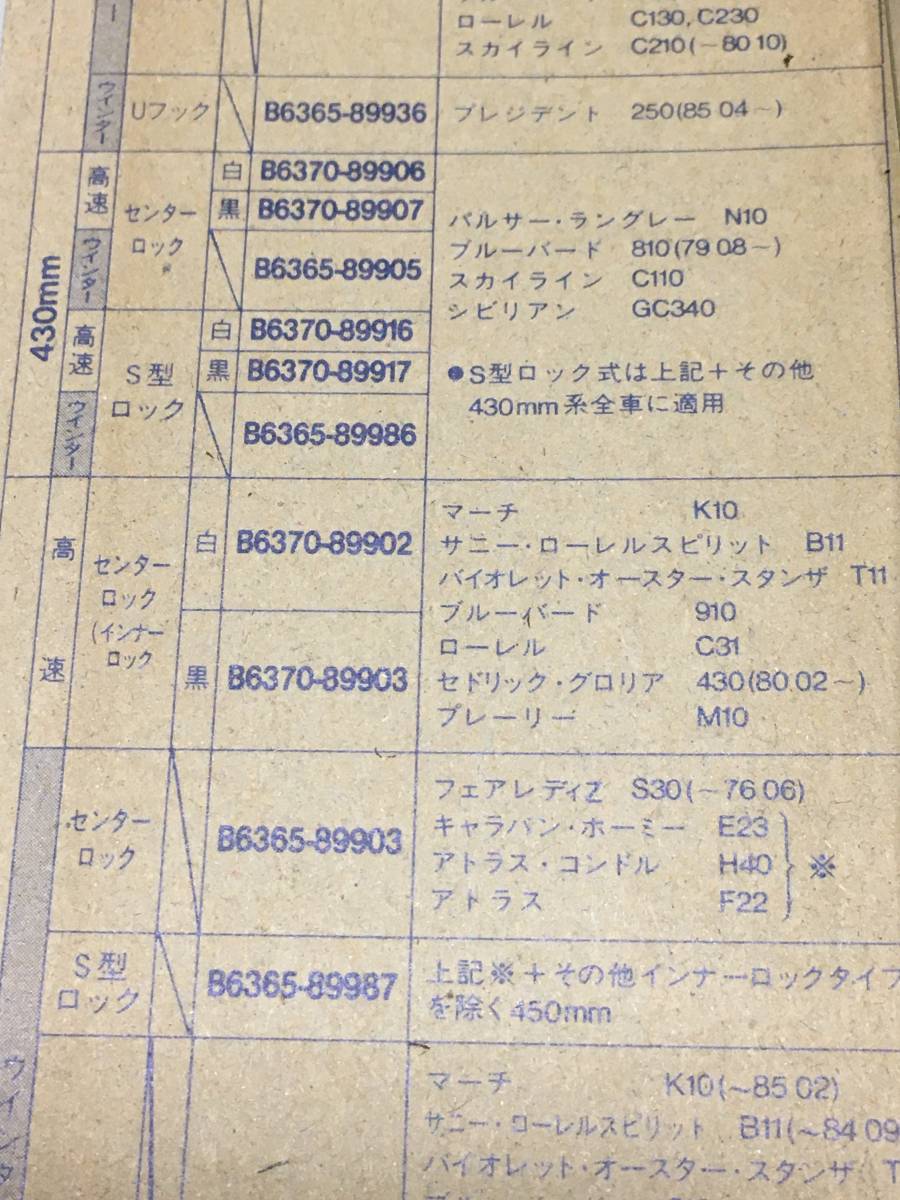 ー
ローレル C130, C230
スカイライン C210(～80 10)
ウインター Uフック B6365-89936 プレジデント 250(85 04～)
430mm
高速 センターロック 白 B6370-89906
黒 B6370-89907
ウインター B6365-89905
パルサー・ラングレー N10
ブルーバード 810(79 08～)
スカイライン C110
シビリアン GC340
高速 S型ロック 白 B6370-89916
黒 B6370-89917
ウインター B6365-89986
●S型ロック式は上記＋その他
430mm系全車に適用
高速
センター
ロック
(インナー
ロック
白 B6370-89902
黒 B6370-89903
マーチ K10
サニー・ローレルスピリット B11
バイオレット・オースター・スタンザ T11
ブルーバード 910
ローレル C31
セドリック・グロリア 430(80 02～)
プレーリー M10
センター
ロック
B6365-89903
フェアレディZ S30(～76 06)
キャラバン・ホーミー E23
アトラス・コンドル H40 ※
アトラス F22
S型
ロック
B6365-89987
上記※＋その他インナーロックタイプ
を除く450mm
ウインタ
マーチ K10(～85 02)
サニー・ローレルスピリット B11(～84 09
バイオレット・オースター・スタンザ T